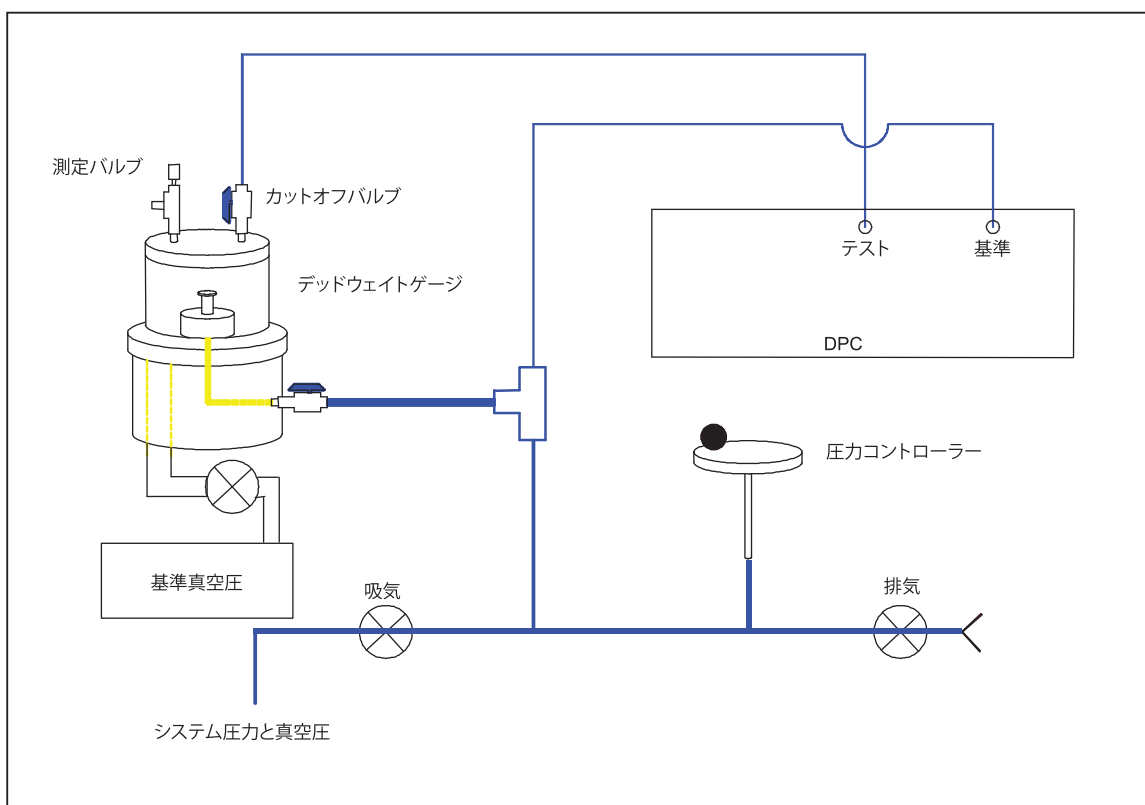 測定バルブ
カットオフバルブ
テスト
基準
デッドウェイトゲージ
DPC
圧力コントローラー
基準真空圧
吸気
排気
システム圧力と真空圧